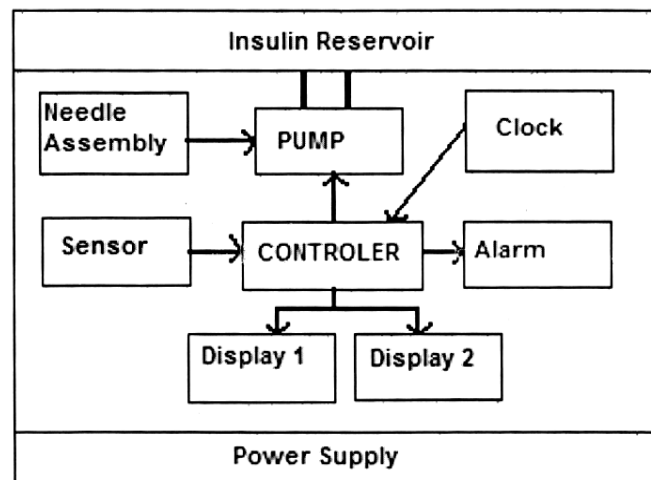 Insulin Reservoir
Needle
Assembly
PUMP
Clock
Sensor
CONTROLER
Alarm
Display 1
Display 2
Power Supply